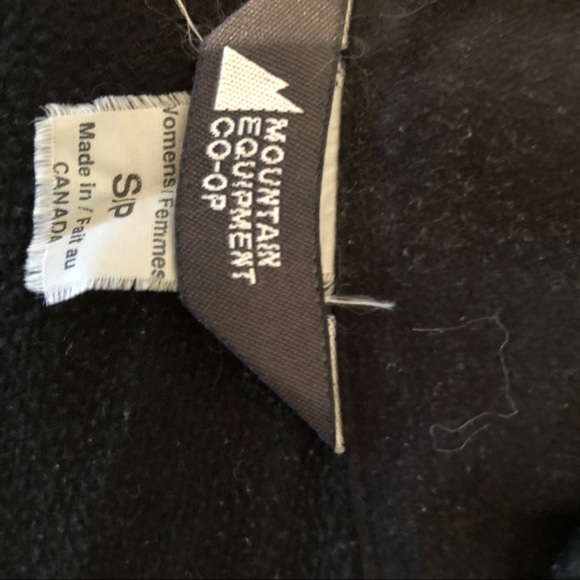 MOUNTAIN
EQUIPMENT
CO-OP
Womens/Femmes
S/P
Made in / Fait au
CANADA